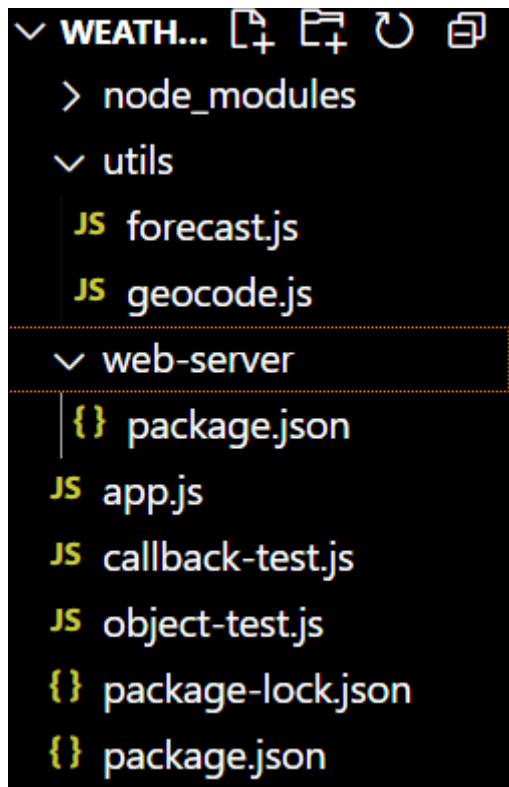 WEATH...
node_modules
utils
JS forecast.js
JS geocode.js
web-server
{} package.json
JS app.js
JS callback-test.js
JS object-test.js
{} package-lock.json
{} package.json